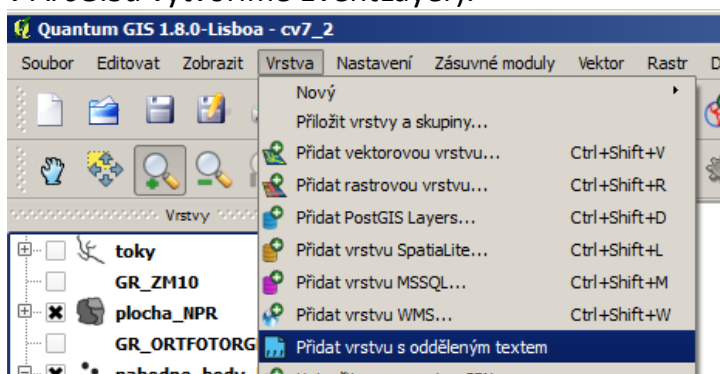 Quantum GIS 1.8.0-Lisboa - cv7_2
Soubor Editovat Zobrazit Vrstva Nastavení Zásuvné moduly Vektor Rastr
Nový
Přiložit vrstvy a skupiny...
Přidat vektorovou vrstvu... Ctrl+Shift+V
Přidat rastrovou vrstvu... Ctrl+Shift+R
Vrstvy
Přidat PostGIS Layers... Ctrl+Shift+D
toky
Přidat vrstvu SpatiaLite... Ctrl+Shift+L
GR_ZM10
Přidat vrstvu MSSQL... Ctrl+Shift+M
plocha_NPR
Přidat vrstvu WMS... Ctrl+Shift+W
GR_ORTFOTORG
Přidat vrstvu s odděleným textem